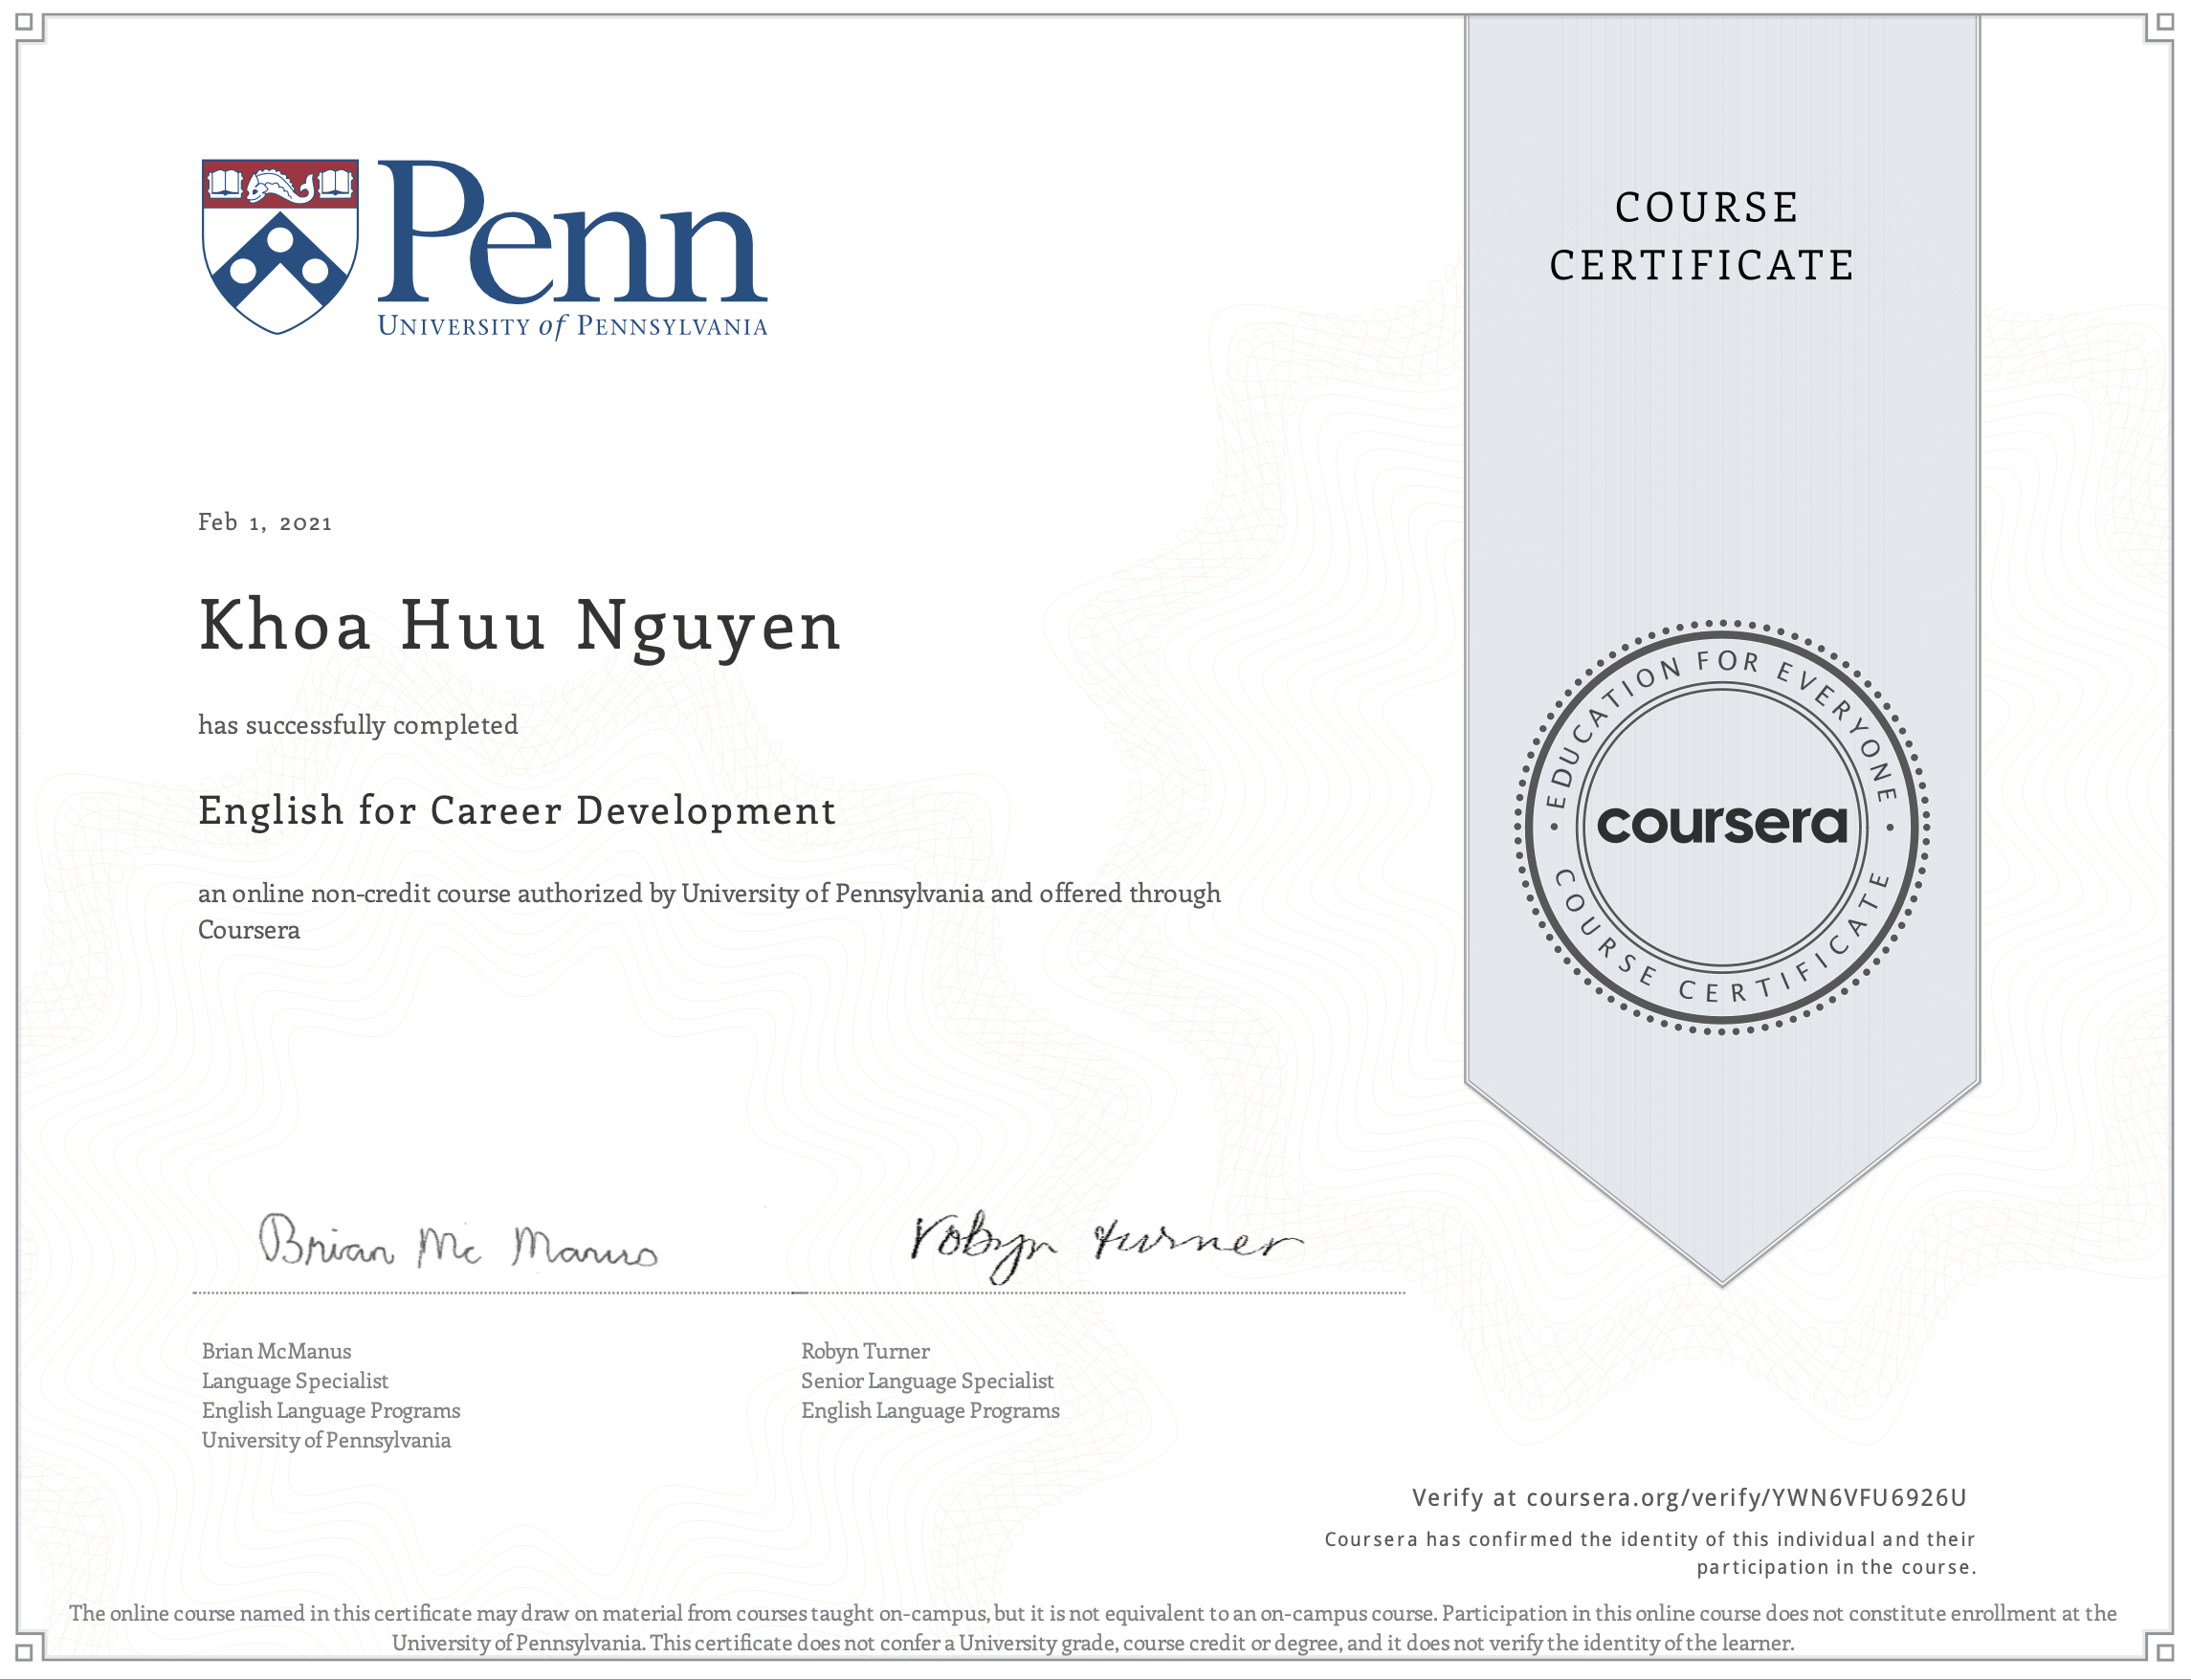 Penn
UNIVERSITY of PENNSYLVANIA
COURSE
CERTIFICATE
Feb 1, 2021
Khoa Huu Nguyen
has successfully completed
English for Career Development
an online non-credit course authorized by University of Pennsylvania and offered through
Coursera
EDUCATION FOR EVERYONE
coursera
COURSE CERTIFICATE
Brian Mc Manus
Robyn Turner
Brian McManus
Language Specialist
English Language Programs
University of Pennsylvania
Robyn Turner
Senior Language Specialist
English Language Programs
Verify at coursera.org/verify/YWN6VFU6926U
Coursera has confirmed the identity of this individual and their
participation in the course.
The online course named in this certificate may draw on material from courses taught on-campus, but it is not equivalent to an on-campus course. Participation in this online course does not constitute enrollment at the
University of Pennsylvania. This certificate does not confer a University grade, course credit or degree, and it does not verify the identity of the learner.